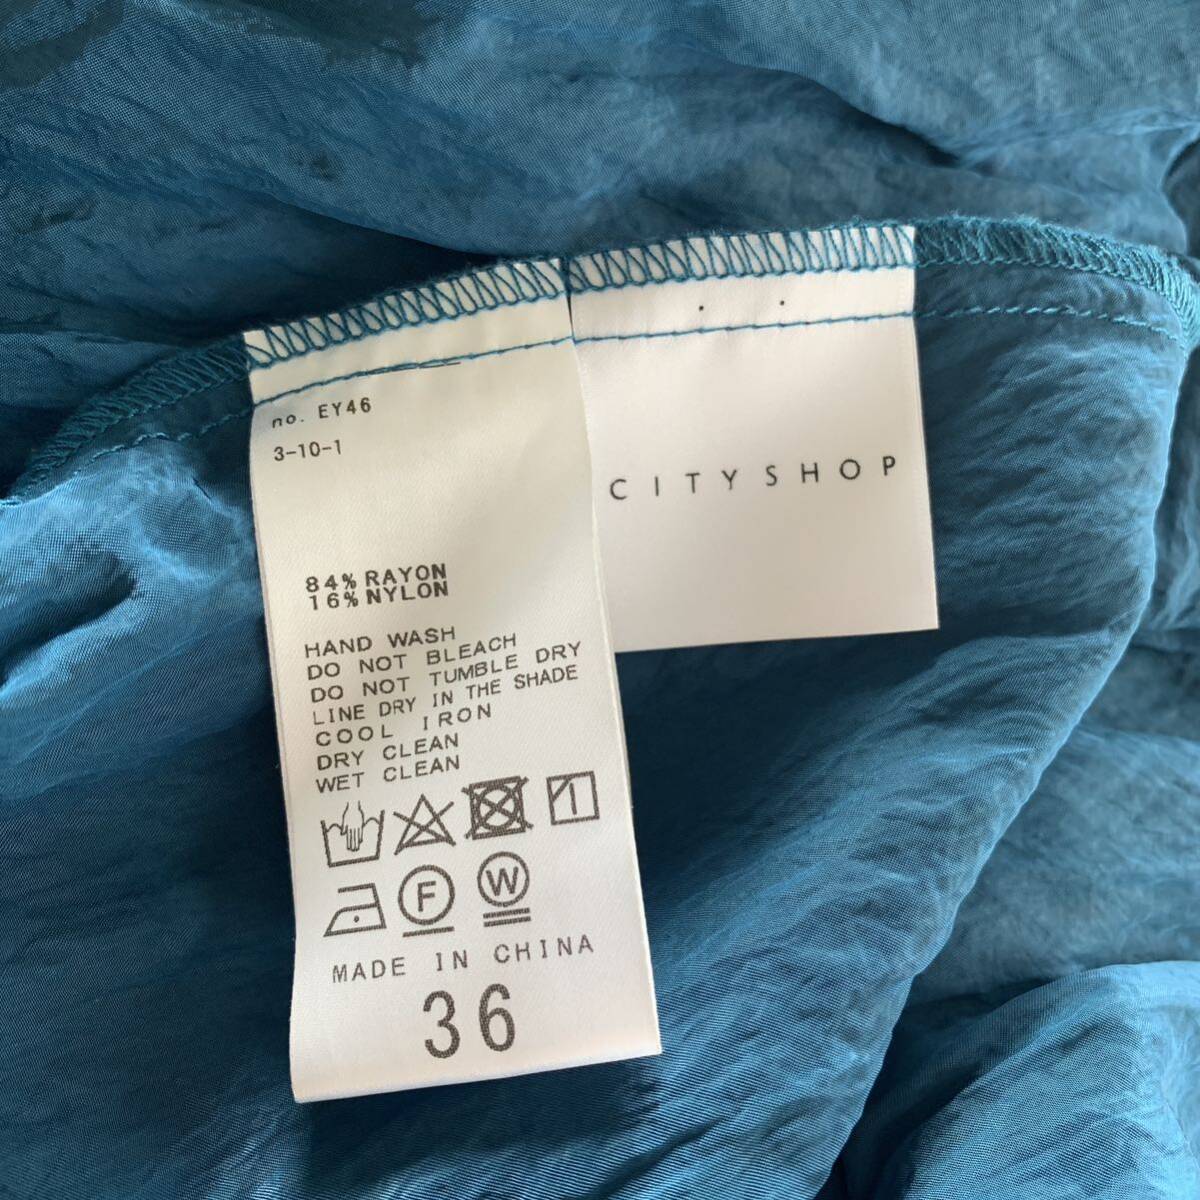 no. EY46
3-10-1
84% RAYON
16% NYLON
HAND WASH
DO NOT BLEACH
DO NOT TUMBLE DRY
LINE DRY IN THE SHADE
COOL IRON
DRY CLEAN
WET CLEAN
F
W
MADE IN CHINA
36
CITYSHOP